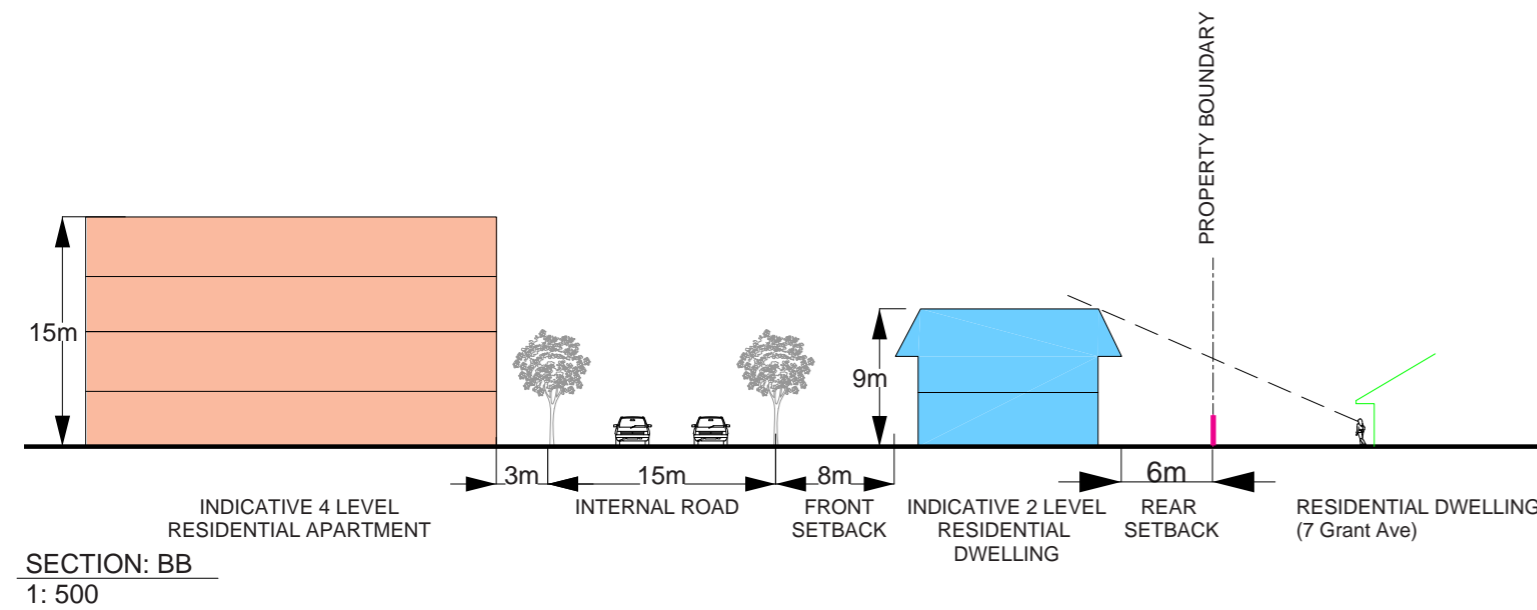 PROPERTY BOUNDARY
15m
9m
3m
15m
8m
6m
INDICATIVE 4 LEVEL
RESIDENTIAL APARTMENT
INTERNAL ROAD
FRONT
SETBACK
INDICATIVE 2 LEVEL
RESIDENTIAL
DWELLING
REAR
SETBACK
RESIDENTIAL DWELLING
(7 Grant Ave)
SECTION: BB
1: 500